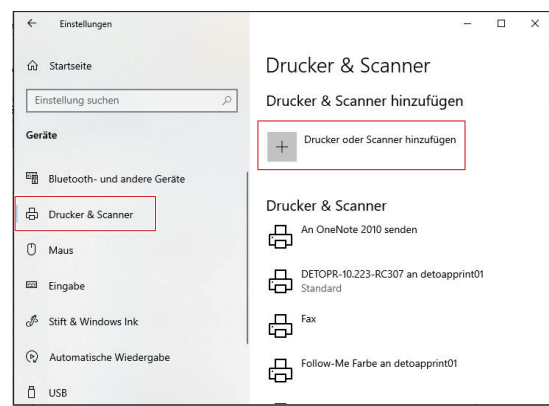 Einstellungen
Startseite
Einstellung suchen
Geräte
Bluetooth- und andere Geräte
Drucker & Scanner
Maus
Eingabe
Stift & Windows Ink
Automatische Wiedergabe
USB
Drucker & Scanner
Drucker & Scanner hinzufügen
Drucker oder Scanner hinzufügen
Drucker & Scanner
An OneNote 2010 senden
DETOPR-10.223-RC307 an detoapprint01
Standard
Fax
Follow-Me Farbe an detoapprint01